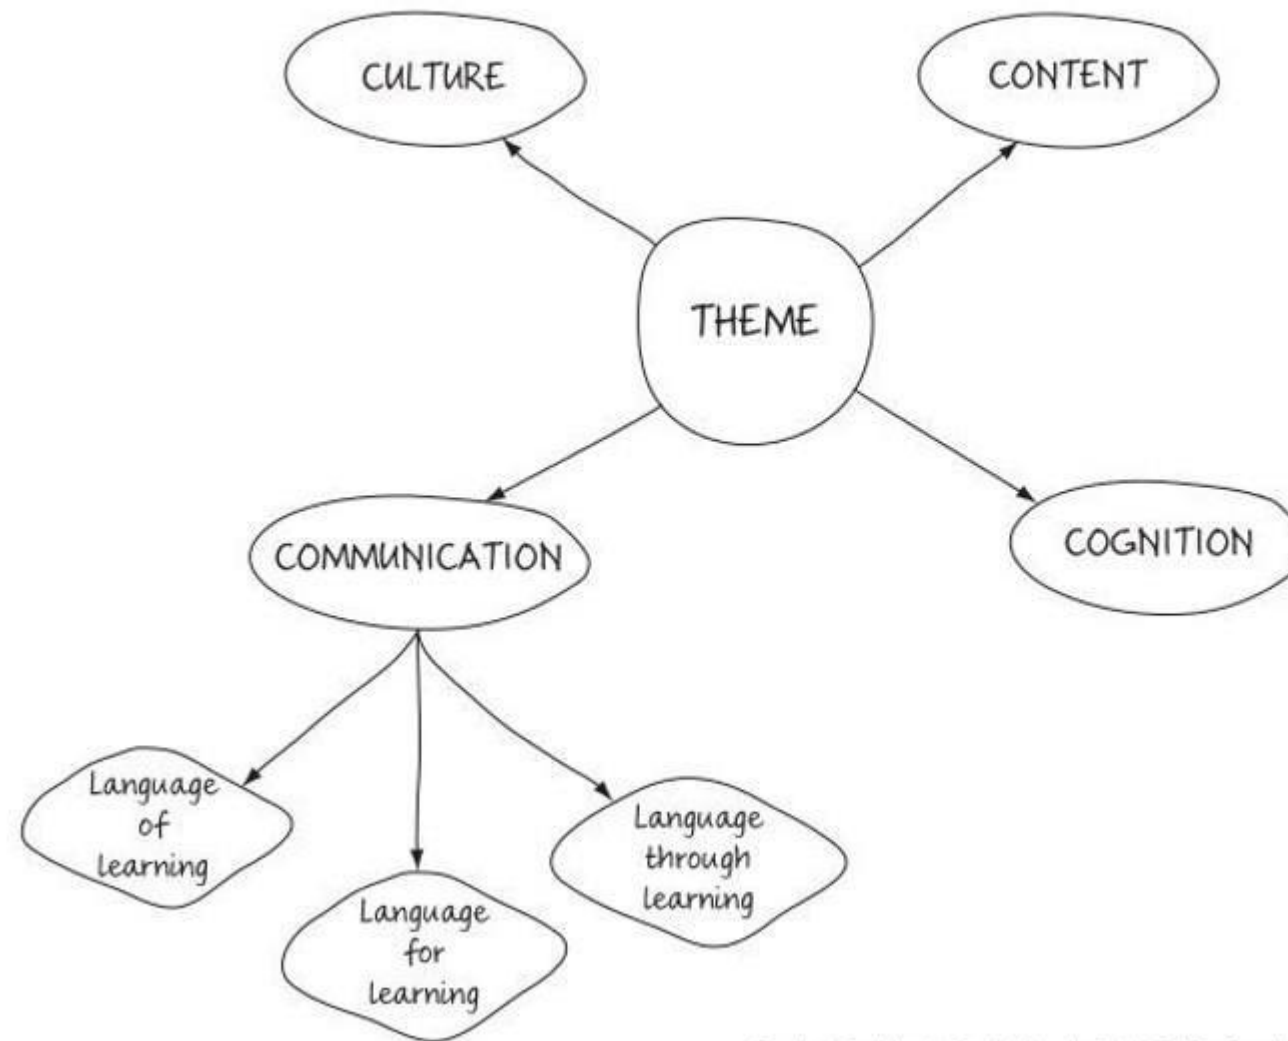 CULTURE
CONTENT
THEME
COMMUNICATION
COGNITION
Language
of
learning
Language
for
learning
Language
through
learning